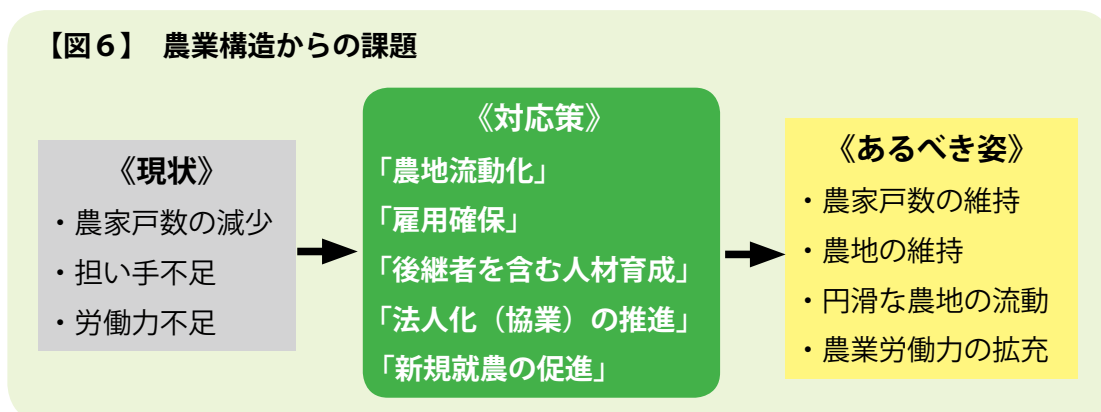 【図６】 農業構造からの課題
《現状》
・農家戸数の減少
・担い手不足
・労働力不足
《対応策》
「農地流動化」
「雇用確保」
「後継者を含む人材育成」
「法人化（協業）の推進」
「新規就農の促進」
《あるべき姿》
・農家戸数の維持
・農地の維持
・円滑な農地の流動
・農業労働力の拡充